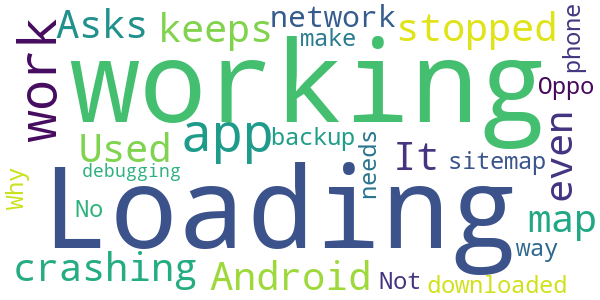 Asks keeps network stopped phone
make
work working Oppo
app backup even
Used It sitemap
debugging needs
Why No Loading map
way
crashing Android Not downloaded